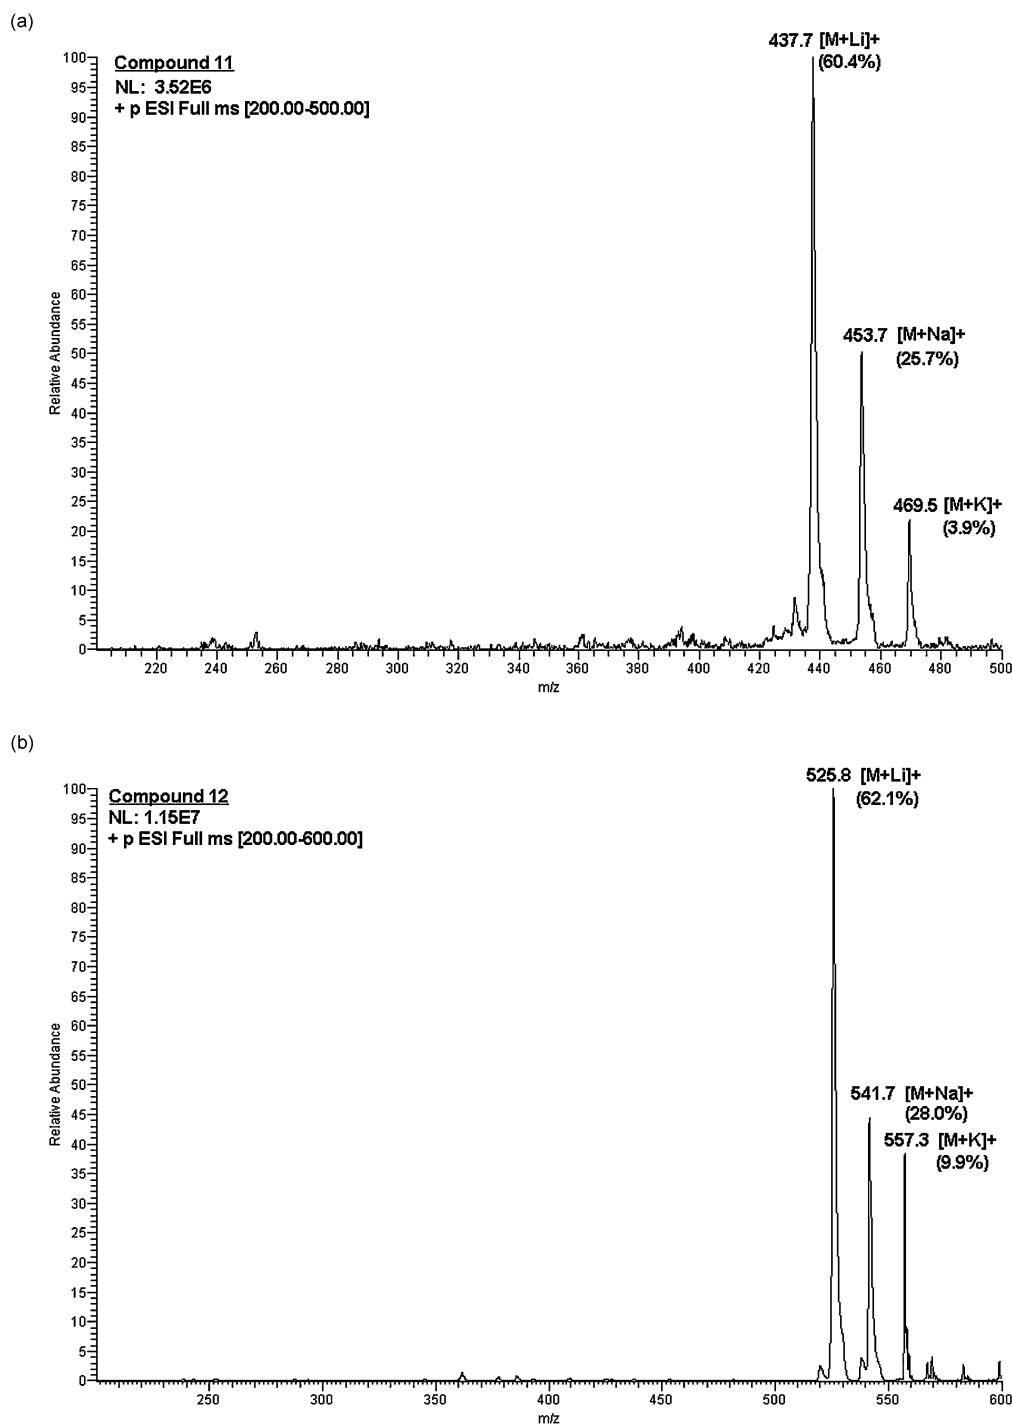 (a)
437.7 [M+Li]+
(60.4%)
Compound 11
NL: 3.52E6
+ p ESI Full ms [200.00-500.00]
453.7 [M+Na]+
(25.7%)
469.5 [M+K]+
(3.9%)
100
95
90
85
80
75
70
65
60
55
50
45
40
35
30
25
20
15
10
5
0
Relative Abundance
220 240 260 280 300 320 340 360 380 400 420 440 460 480 500
m/z
(b)
525.8 [M+Li]+
(62.1%)
Compound 12
NL: 1.15E7
+ p ESI Full ms [200.00-600.00]
541.7 [M+Na]+
(28.0%)
557.3 [M+K]+
(9.9%)
100
95
90
85
80
75
70
65
60
55
50
45
40
35
30
25
20
15
10
5
0
Relative Abundance
250 300 350 400 450 500 550 600
m/z